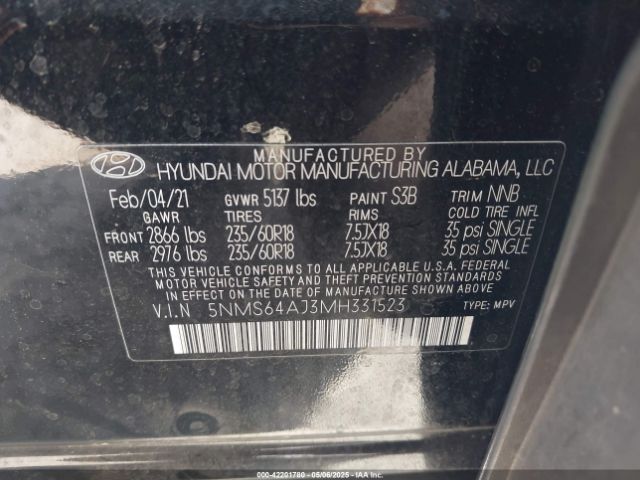 MANUFACTURED BY
HYUNDAI MOTOR MANUFACTURING ALABAMA, LLC
Feb/04/21 GVWR 5137 lbs PAINT S3B TRIM NNB
GAWR TIRES RIMS COLD TIRE INFL
FRONT 2866 lbs 235/60R18 7.5JX18 35 psi SINGLE
REAR 2976 lbs 235/60R18 7.5JX18 35 psi SINGLE
THIS VEHICLE CONFORMS TO ALL APPLICABLE U.S.A. FEDERAL
MOTOR VEHICLE SAFETY AND THEFT PREVENTION STANDARDS
IN EFFECT ON THE DATE OF MANUFACTURE SHOWN ABOVE
V.I.N 5NMS64AJ3MH331523 TYPE: MPV
000-42201780 - 05/06/2025 - IAAI.COM